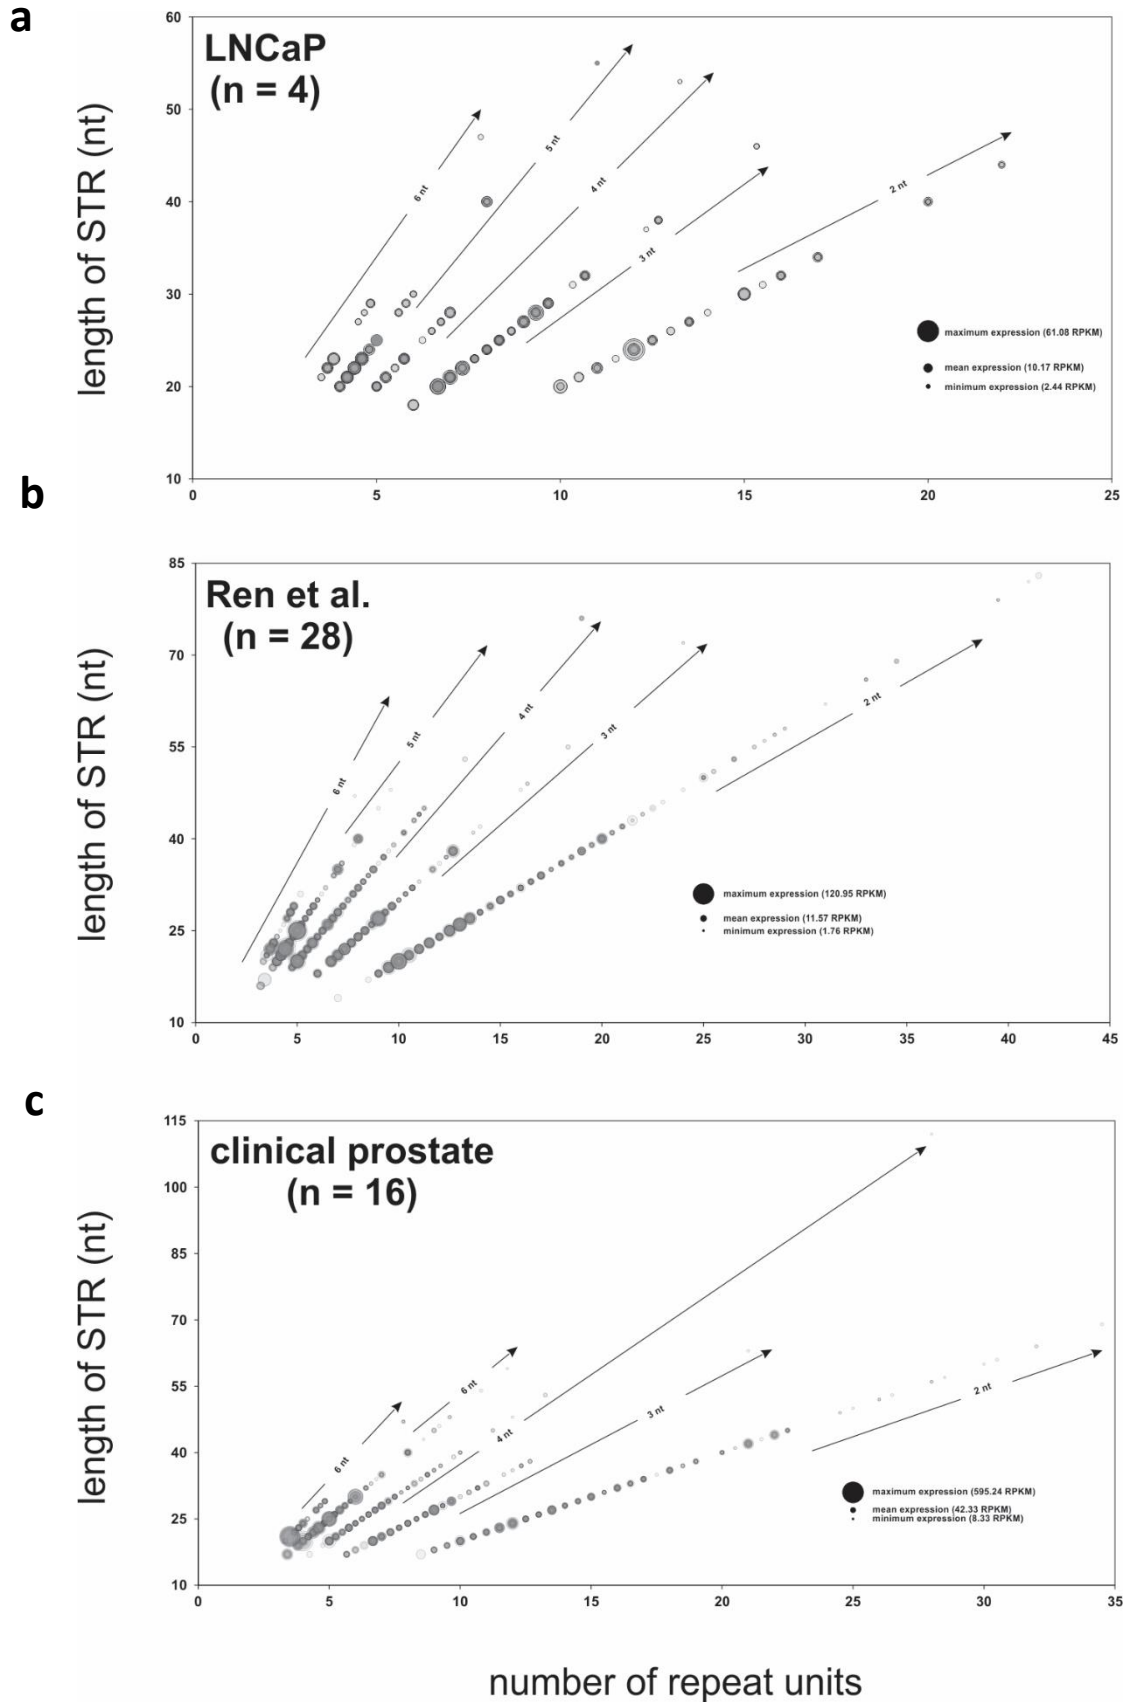 a
LNCaP
(n = 4)
length of STR (nt)
60
50
40
30
20
10
6 nt
5 nt
4 nt
3 nt
2 nt
maximum expression (61.08 RPKM)
mean expression (10.17 RPKM)
minimum expression (2.44 RPKM)
0 5 10 15 20 25
b
Ren et al.
(n = 28)
length of STR (nt)
85
70
55
40
25
10
6 nt
5 nt
4 nt
3 nt
2 nt
maximum expression (120.95 RPKM)
mean expression (11.57 RPKM)
minimum expression (1.76 RPKM)
0 5 10 15 20 25 30 35 40 45
c
clinical prostate
(n = 16)
length of STR (nt)
115
100
85
70
55
40
25
10
6 nt
6 nt
4 nt
3 nt
2 nt
maximum expression (595.24 RPKM)
mean expression (42.33 RPKM)
minimum expression (8.33 RPKM)
0 5 10 15 20 25 30 35
number of repeat units